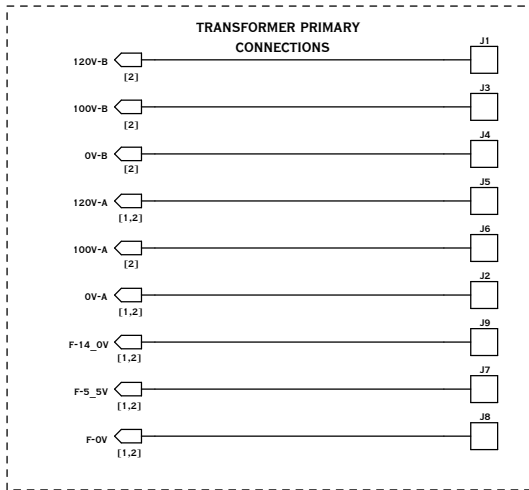 TRANSFORMER PRIMARY
CONNECTIONS
120V-B
[2]
J1
100V-B
[2]
J3
0V-B
[2]
J4
120V-A
[1,2]
J5
100V-A
[2]
J6
0V-A
[1,2]
J2
F-14_0V
[1,2]
J9
F-5_5V
[1,2]
J7
F-0V
[1,2]
J8